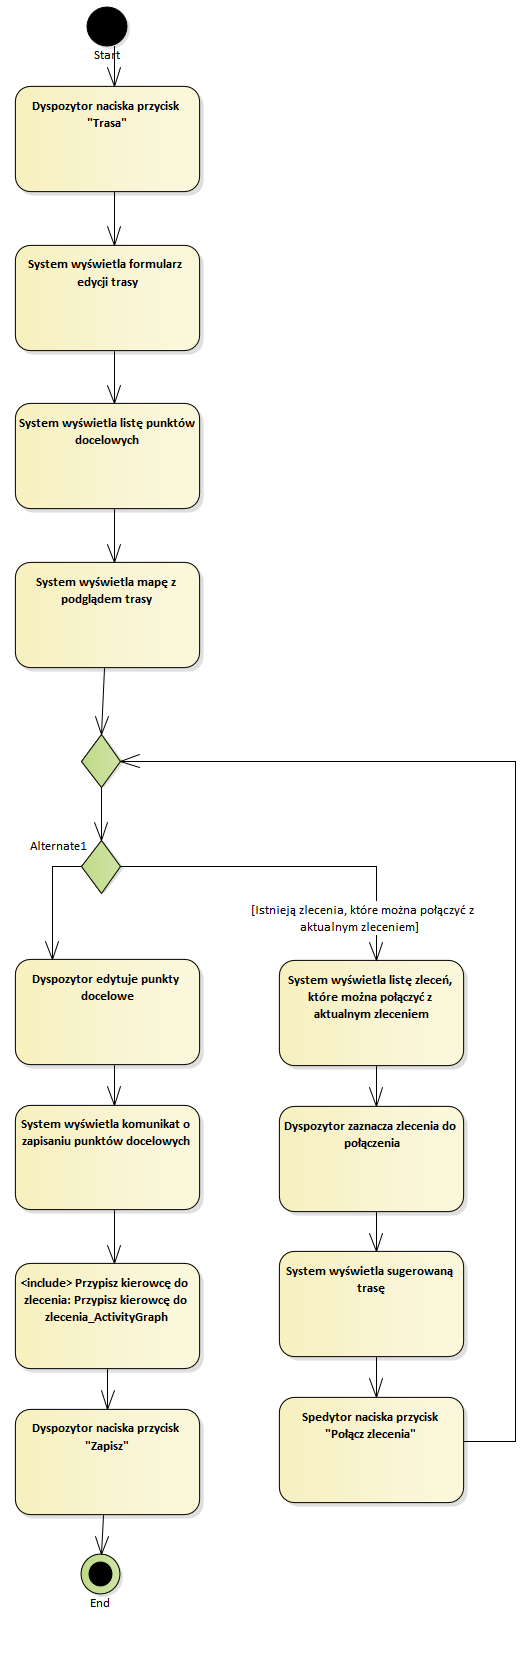 Start
Dyspozytor naciska przycisk
"Trasa"
System wyświetla formularz
edycji trasy
System wyświetla listę punktów
docelowych
System wyświetla mapę z
podglądem trasy
Alternate1
[Istnieją zlecenia, które można połączyć z
aktualnym zleceniem]
Dyspozytor edytuje punkty
docelowe
System wyświetla komunikat o
zapisaniu punktów docelowych
<include> Przypisz kierowcę do
zlecenia: Przypisz kierowcę do
zlecenia_ActivityGraph
Dyspozytor naciska przycisk
"Zapisz"
End
System wyświetla listę zleceń,
które można połączyć z
aktualnym zleceniem
Dyspozytor zaznacza zlecenia do
połączenia
System wyświetla sugerowaną
trasę
Spedytor naciska przycisk
"Połącz zlecenia"